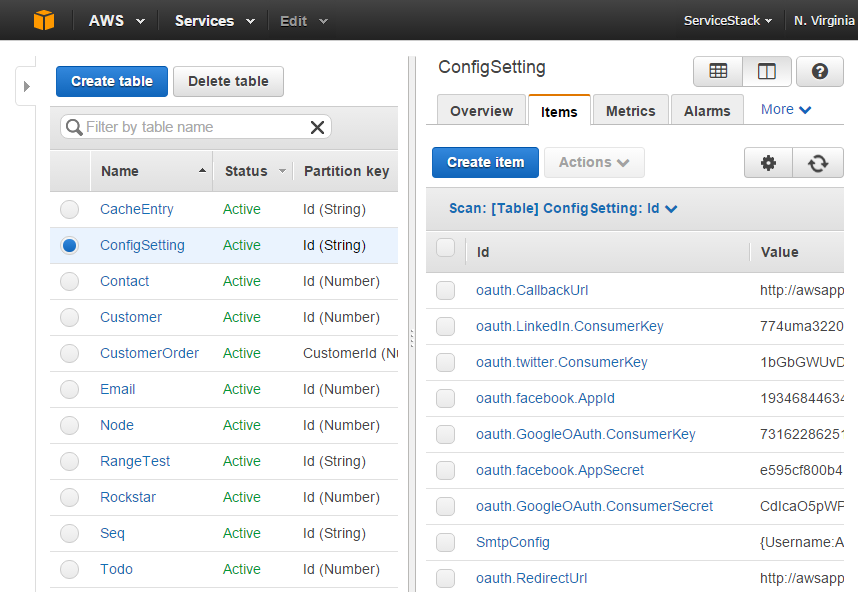 AWS Services Edit ServiceStack N. Virginia
Create table Delete table
Filter by table name
Name Status Partition key
CacheEntry Active Id (String)
ConfigSetting Active Id (String)
Contact Active Id (Number)
Customer Active Id (Number)
CustomerOrder Active CustomerId (Nu
Email Active Id (Number)
Node Active Id (Number)
RangeTest Active Id (String)
Rockstar Active Id (Number)
Seq Active Id (String)
Todo Active Id (Number)
ConfigSetting
?
Overview Items Metrics Alarms More
Create item Actions
Scan: [Table] ConfigSetting: Id
Id Value
oauth.CallbackUrl http://awsapp
oauth.LinkedIn.ConsumerKey 774uma3220
oauth.twitter.ConsumerKey 1bGbGWUvD
oauth.facebook.AppId 19346844634
oauth.GoogleOAuth.ConsumerKey 73162286251
oauth.facebook.AppSecret e595cf800b4
oauth.GoogleOAuth.ConsumerSecret
SmtpConfig {Username:A
oauth.RedirectUrl http://awsapp